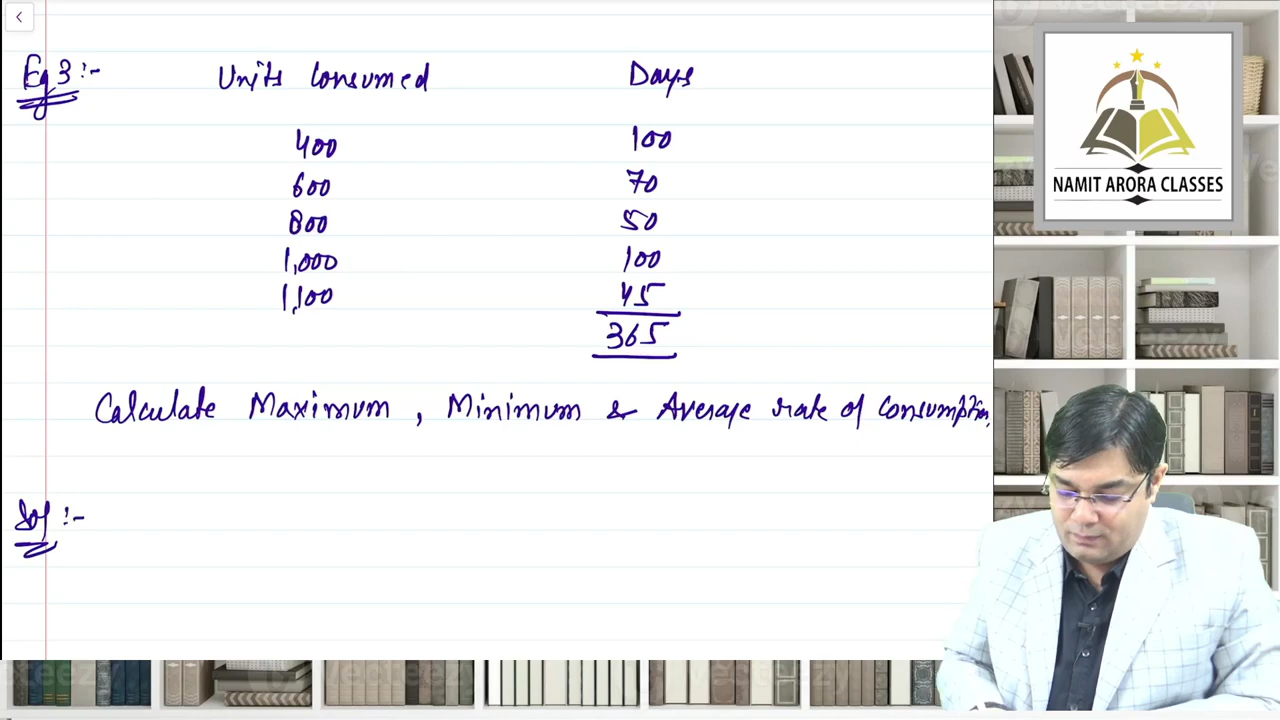 Eg 3 :-
Units Consumed Days
400 100
600 70
800 50
1,000 100
1,100 45
365
Calculate Maximum, Minimum & Average rate of Consumption.
Sol :-
NAMIT ARORA CLASSES